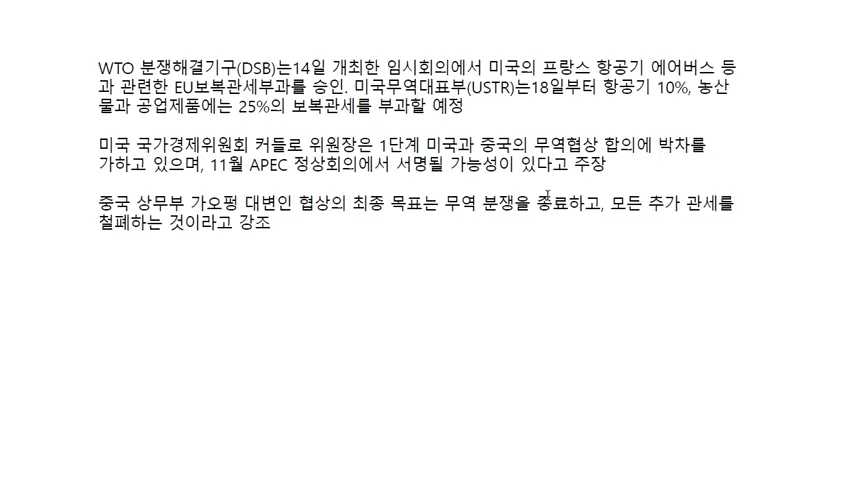 WTO 분쟁해결기구(DSB)는14일 개최한 임시회의에서 미국의 프랑스 항공기 에어버스 등
과 관련한 EU보복관세부과를 승인. 미국무역대표부(USTR)는18일부터 항공기 10%, 농산
물과 공업제품에는 25%의 보복관세를 부과할 예정
미국 국가경제위원회 커들로 위원장은 1단계 미국과 중국의 무역협상 합의에 박차를
가하고 있으며, 11월 APEC 정상회의에서 서명될 가능성이 있다고 주장
중국 상무부 가오펑 대변인 협상의 최종 목표는 무역 분쟁을 종료하고, 모든 추가 관세를
철폐하는 것이라고 강조